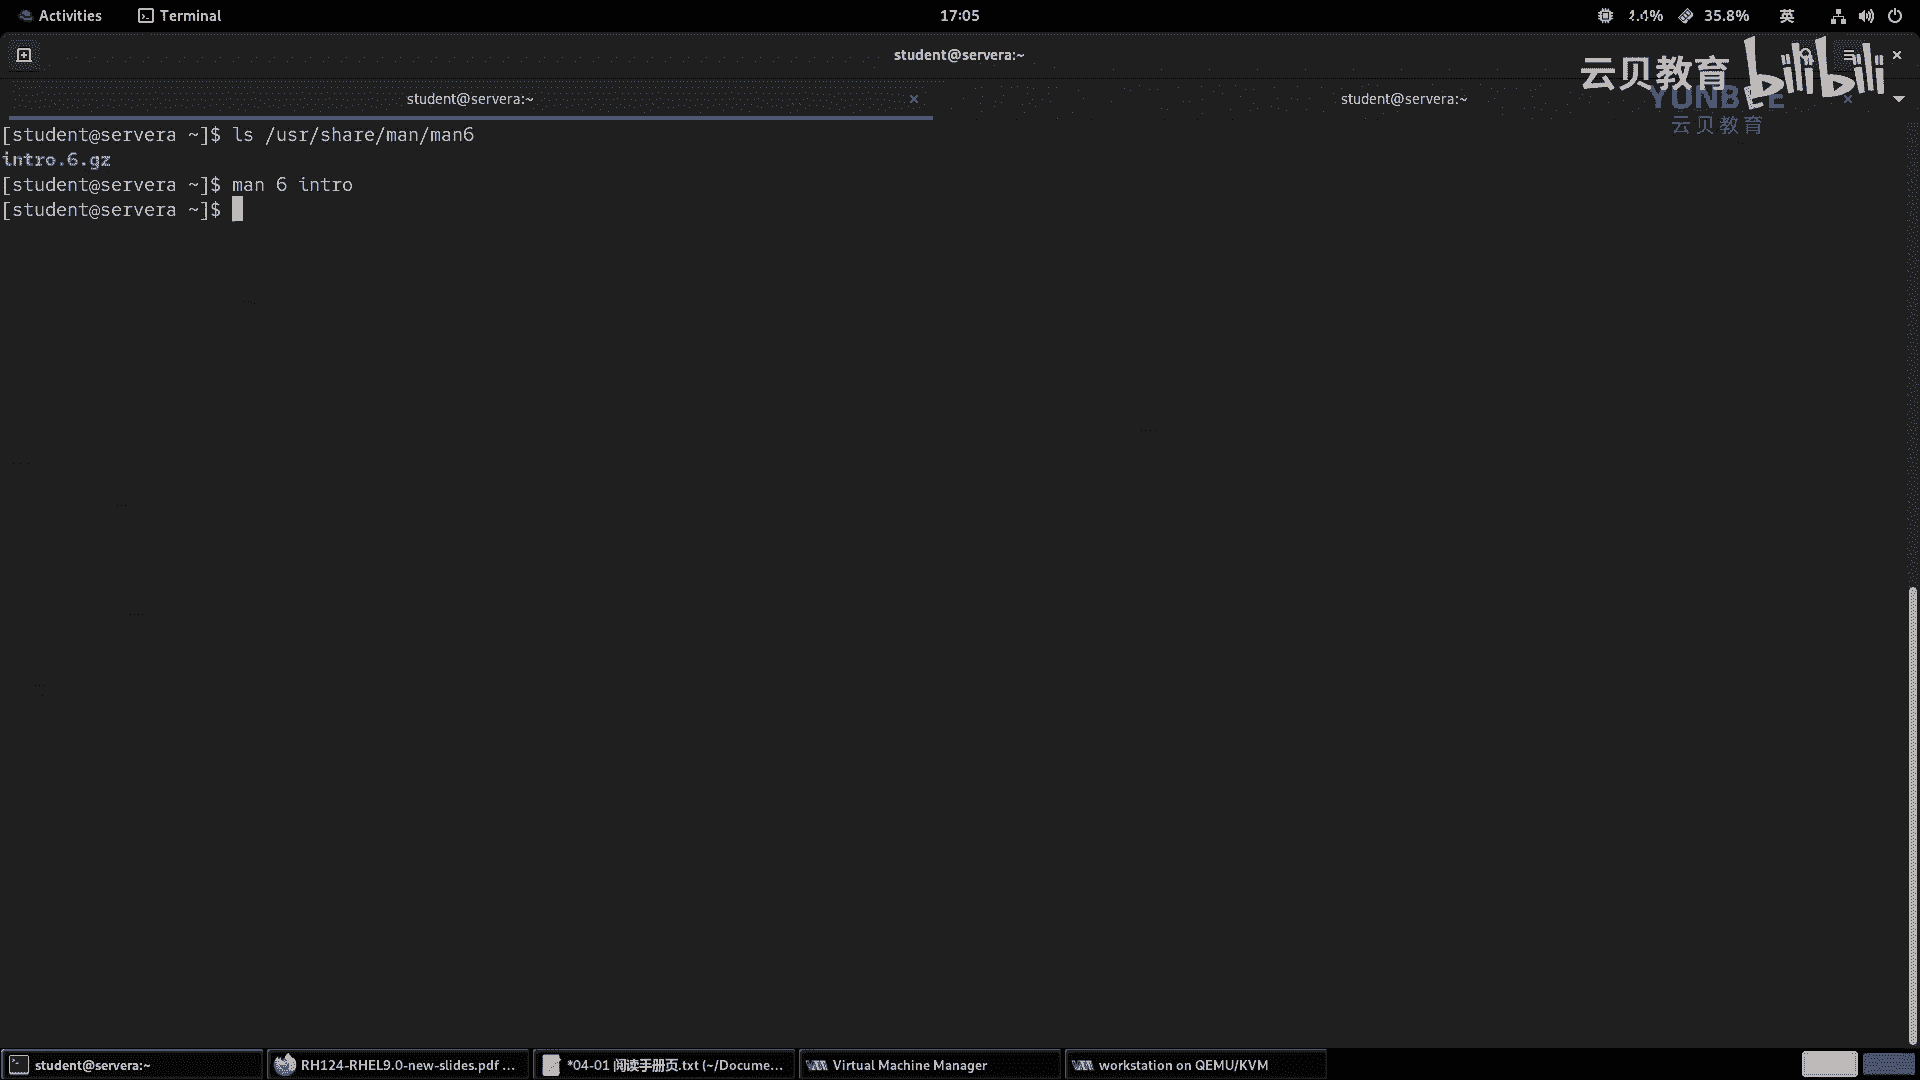 Activities Terminal 17:05 2.4% 35.8% 英
student@servera:~
云贝教育 bilibili
student@servera:~ student@servera:~
云贝教育
[student@servera ~]$ ls /usr/share/man/man6
intro.6.gz
[student@servera ~]$ man 6 intro
[student@servera ~]$
student@servera:~ RH124-RHEL9.0-new-slides.pdf ... *04-01 阅读手册页.txt (~/Docume... Virtual Machine Manager workstation on QEMU/KVM